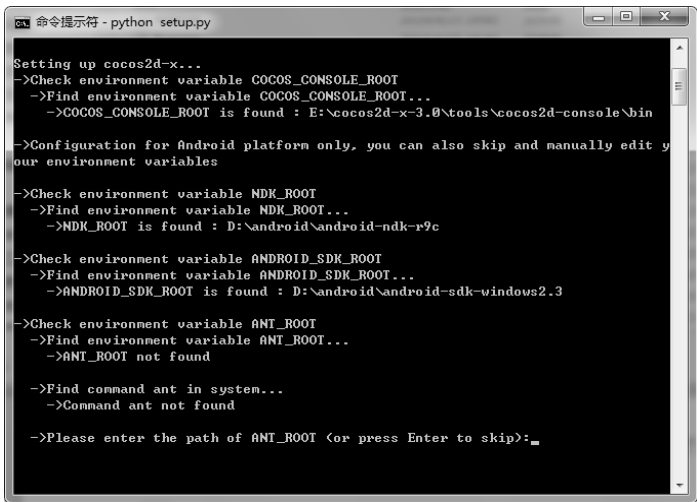 命令提示符 - python setup.py
Setting up cocos2d-x...
->Check environment variable COCOS_CONSOLE_ROOT
->Find environment variable COCOS_CONSOLE_ROOT...
->COCOS_CONSOLE_ROOT is found : E:\cocos2d-x-3.0\tools\cocos2d-console\bin
->Configuration for Android platform only, you can also skip and manually edit y
our environment variables
->Check environment variable NDK_ROOT
->Find environment variable NDK_ROOT...
->NDK_ROOT is found : D:\android\android-ndk-r9c
->Check environment variable ANDROID_SDK_ROOT
->Find environment variable ANDROID_SDK_ROOT...
->ANDROID_SDK_ROOT is found : D:\android\android-sdk-windows2.3
->Check environment variable ANT_ROOT
->Find environment variable ANT_ROOT...
->ANT_ROOT not found
->Find command ant in system...
->Command ant not found
->Please enter the path of ANT_ROOT (or press Enter to skip):_